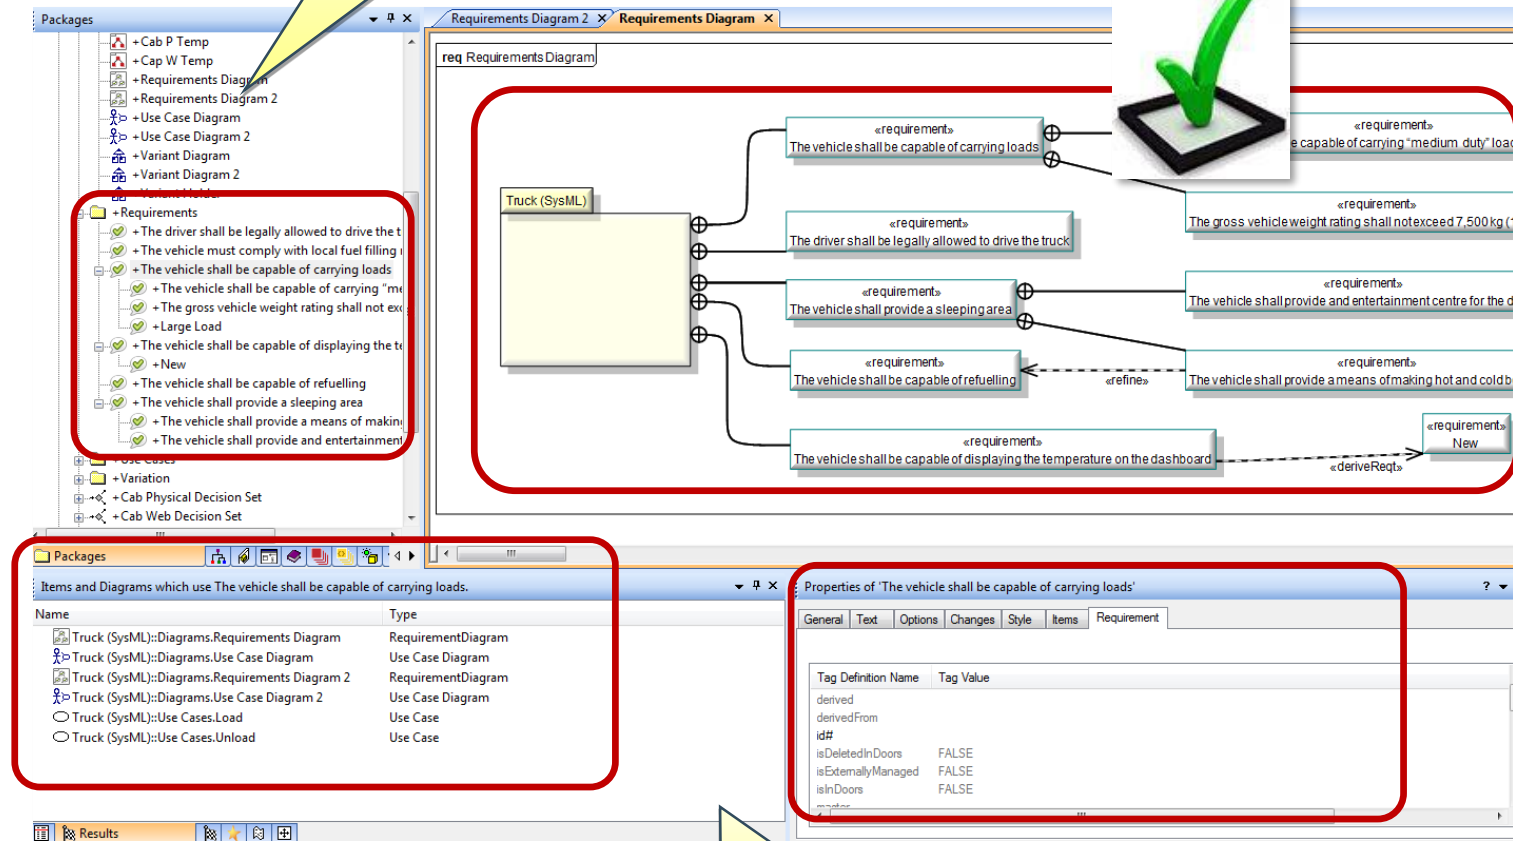 Packages
Requirements Diagram 2
Requirements Diagram
+Cab P Temp
+Cap W Temp
+Requirements Diagram
+Requirements Diagram 2
+Use Case Diagram
+Use Case Diagram 2
+Variant Diagram
+Variant Diagram 2
+Variant Holder
+Requirements
+The driver shall be legally allowed to drive the t
+The vehicle must comply with local fuel filling
+The vehicle shall be capable of carrying loads
+The vehicle shall be capable of carrying "me
+The gross vehicle weight rating shall not exc
+Large Load
+The vehicle shall be capable of displaying the te
+New
+The vehicle shall be capable of refuelling
+The vehicle shall provide a sleeping area
+The vehicle shall provide a means of making
+The vehicle shall provide and entertainment
+Use Cases
+Variation
+Cab Physical Decision Set
+Cab Web Decision Set
Packages
req Requirements Diagram
Truck (SysML)
«requirement»
The vehicle shall be capable of carrying loads
«requirement»
e capable of carrying "medium duty" load
«requirement»
The gross vehicle weight rating shall not exceed 7,500 kg (
«requirement»
The driver shall be legally allowed to drive the truck
«requirement»
The vehicle shall provide a sleeping area
«requirement»
The vehicle shall provide and entertainment centre for the d
«requirement»
The vehicle shall be capable of refuelling
«refine»
«requirement»
The vehicle shall provide a means of making hot and cold b
«requirement»
The vehicle shall be capable of displaying the temperature on the dashboard
«deriveReqt»
«requirement»
New
Items and Diagrams which use The vehicle shall be capable of carrying loads.
Name Type
Truck (SysML)::Diagrams.Requirements Diagram RequirementDiagram
Truck (SysML)::Diagrams.Use Case Diagram Use Case Diagram
Truck (SysML)::Diagrams.Requirements Diagram 2 RequirementDiagram
Truck (SysML)::Diagrams.Use Case Diagram 2 Use Case Diagram
Truck (SysML)::Use Cases.Load Use Case
Truck (SysML)::Use Cases.Unload Use Case
Results
Properties of 'The vehicle shall be capable of carrying loads'
General Text Options Changes Style Items Requirement
Tag Definition Name Tag Value
derived
derivedFrom
id#
isDeletedInDoors FALSE
isExternallyManaged FALSE
isInDoors FALSE
master